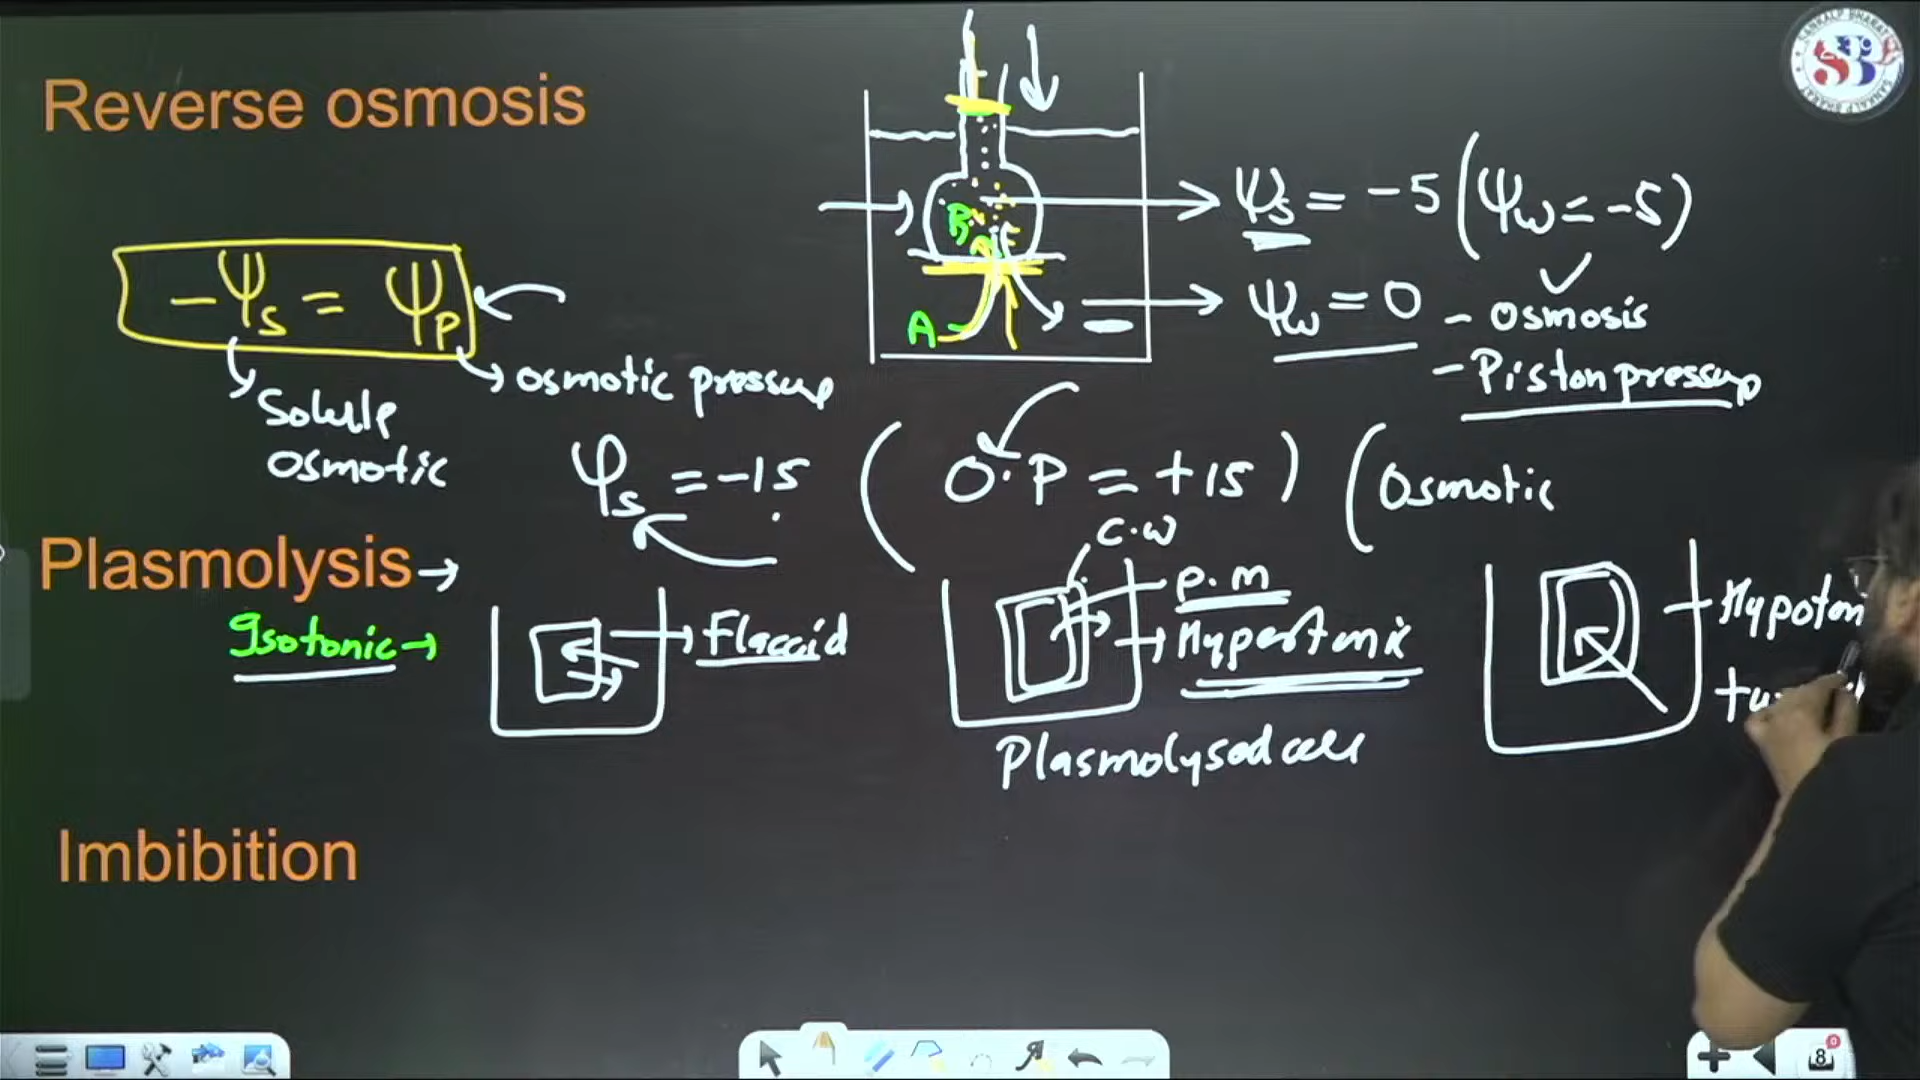 Reverse osmosis
B
A
Ψs = -5 (Ψw = -5)
Ψw = 0
- Osmosis
- Piston pressure
-Ψs = Ψp
osmotic pressure
Solute
osmotic
Ψs = -15 ( O.P = +15 ) ( Osmotic
C.W
Plasmolysis →
P.M
Isotonic →
Flaccid
Hypertonic
Hypoton
Plasmolysed cell
Imbibition